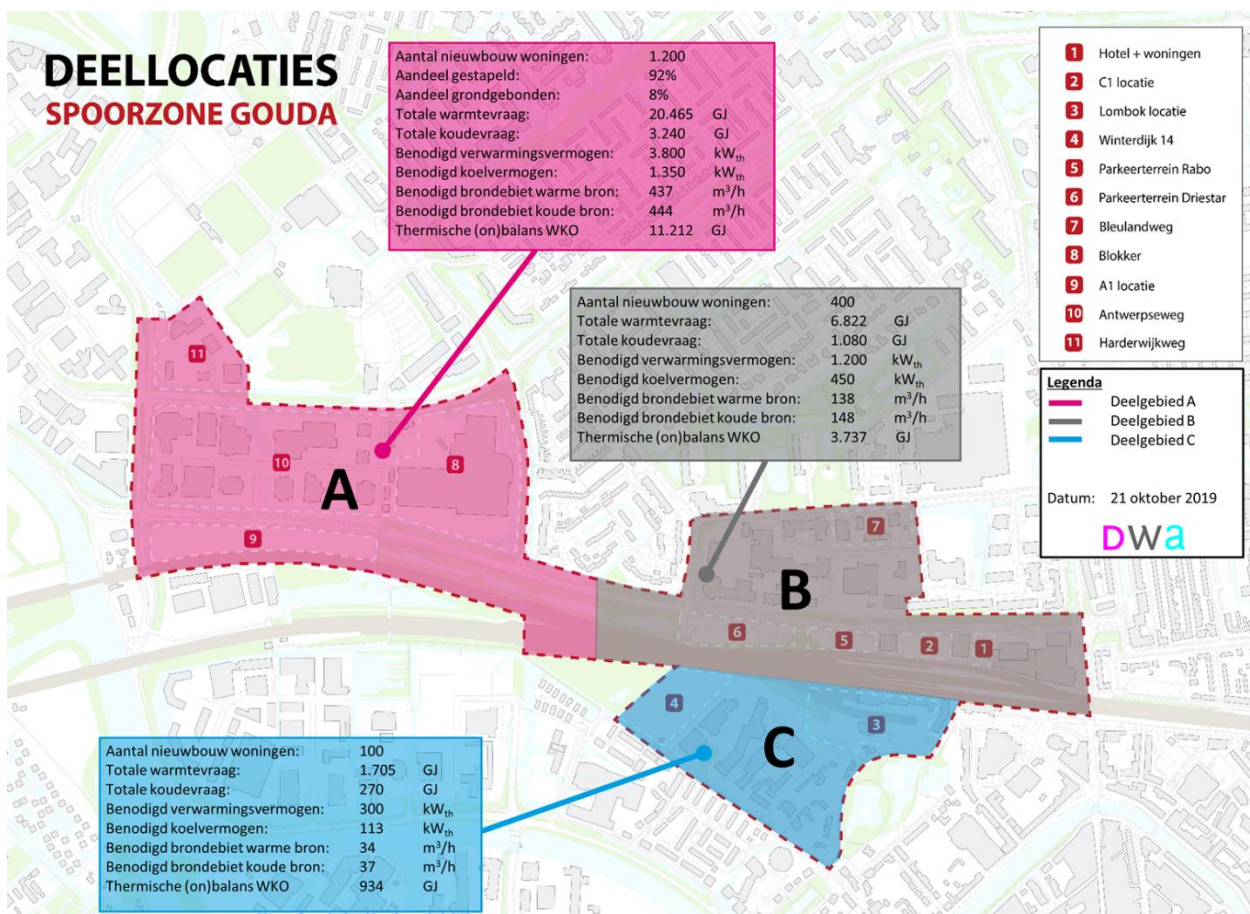 DEELLOCATIES
SPOORZONE GOUDA
Aantal nieuwbouw woningen: 1.200
Aandeel gestapeld: 92%
Aandeel grondgebonden: 8%
Totale warmtevraag: 20.465 GJ
Totale koudevraag: 3.240 GJ
Benodigd verwarmingsvermogen: 3.800 kWth
Benodigd koelvermogen: 1.350 kWth
Benodigd brondebiet warme bron: 437 m³/h
Benodigd brondebiet koude bron: 444 m³/h
Thermische (on)balans WKO 11.212 GJ
1 Hotel + woningen
2 C1 locatie
3 Lombok locatie
4 Winterdijk 14
5 Parkeerterrein Rabo
6 Parkeerterrein Driestar
7 Bleulandweg
8 Blokker
9 A1 locatie
10 Antwerpseweg
11 Harderwijkweg
Aantal nieuwbouw woningen: 400
Totale warmtevraag: 6.822 GJ
Totale koudevraag: 1.080 GJ
Benodigd verwarmingsvermogen: 1.200 kWth
Benodigd koelvermogen: 450 kWth
Benodigd brondebiet warme bron: 138 m³/h
Benodigd brondebiet koude bron: 148 m³/h
Thermische (on)balans WKO 3.737 GJ
Legenda
Deelgebied A
Deelgebied B
Deelgebied C
Datum: 21 oktober 2019
DWa
11
10
8
A
9
7
B
6
5
2
1
4
3
C
Aantal nieuwbouw woningen: 100
Totale warmtevraag: 1.705 GJ
Totale koudevraag: 270 GJ
Benodigd verwarmingsvermogen: 300 kWth
Benodigd koelvermogen: 113 kWth
Benodigd brondebiet warme bron: 34 m³/h
Benodigd brondebiet koude bron: 37 m³/h
Thermische (on)balans WKO 934 GJ